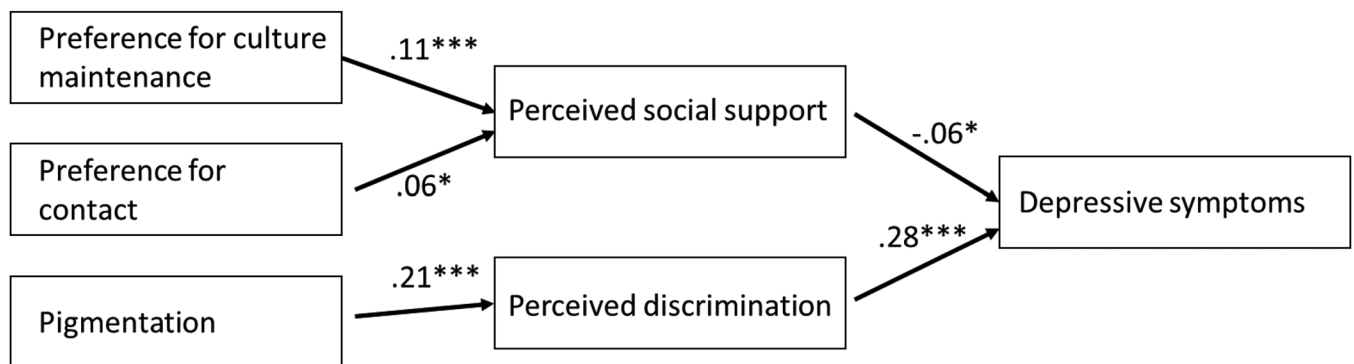 Preference for culture
maintenance
.11***
Perceived social support
-.06*
Preference for
contact
.06*
Depressive symptoms
.28***
.21***
Pigmentation
Perceived discrimination